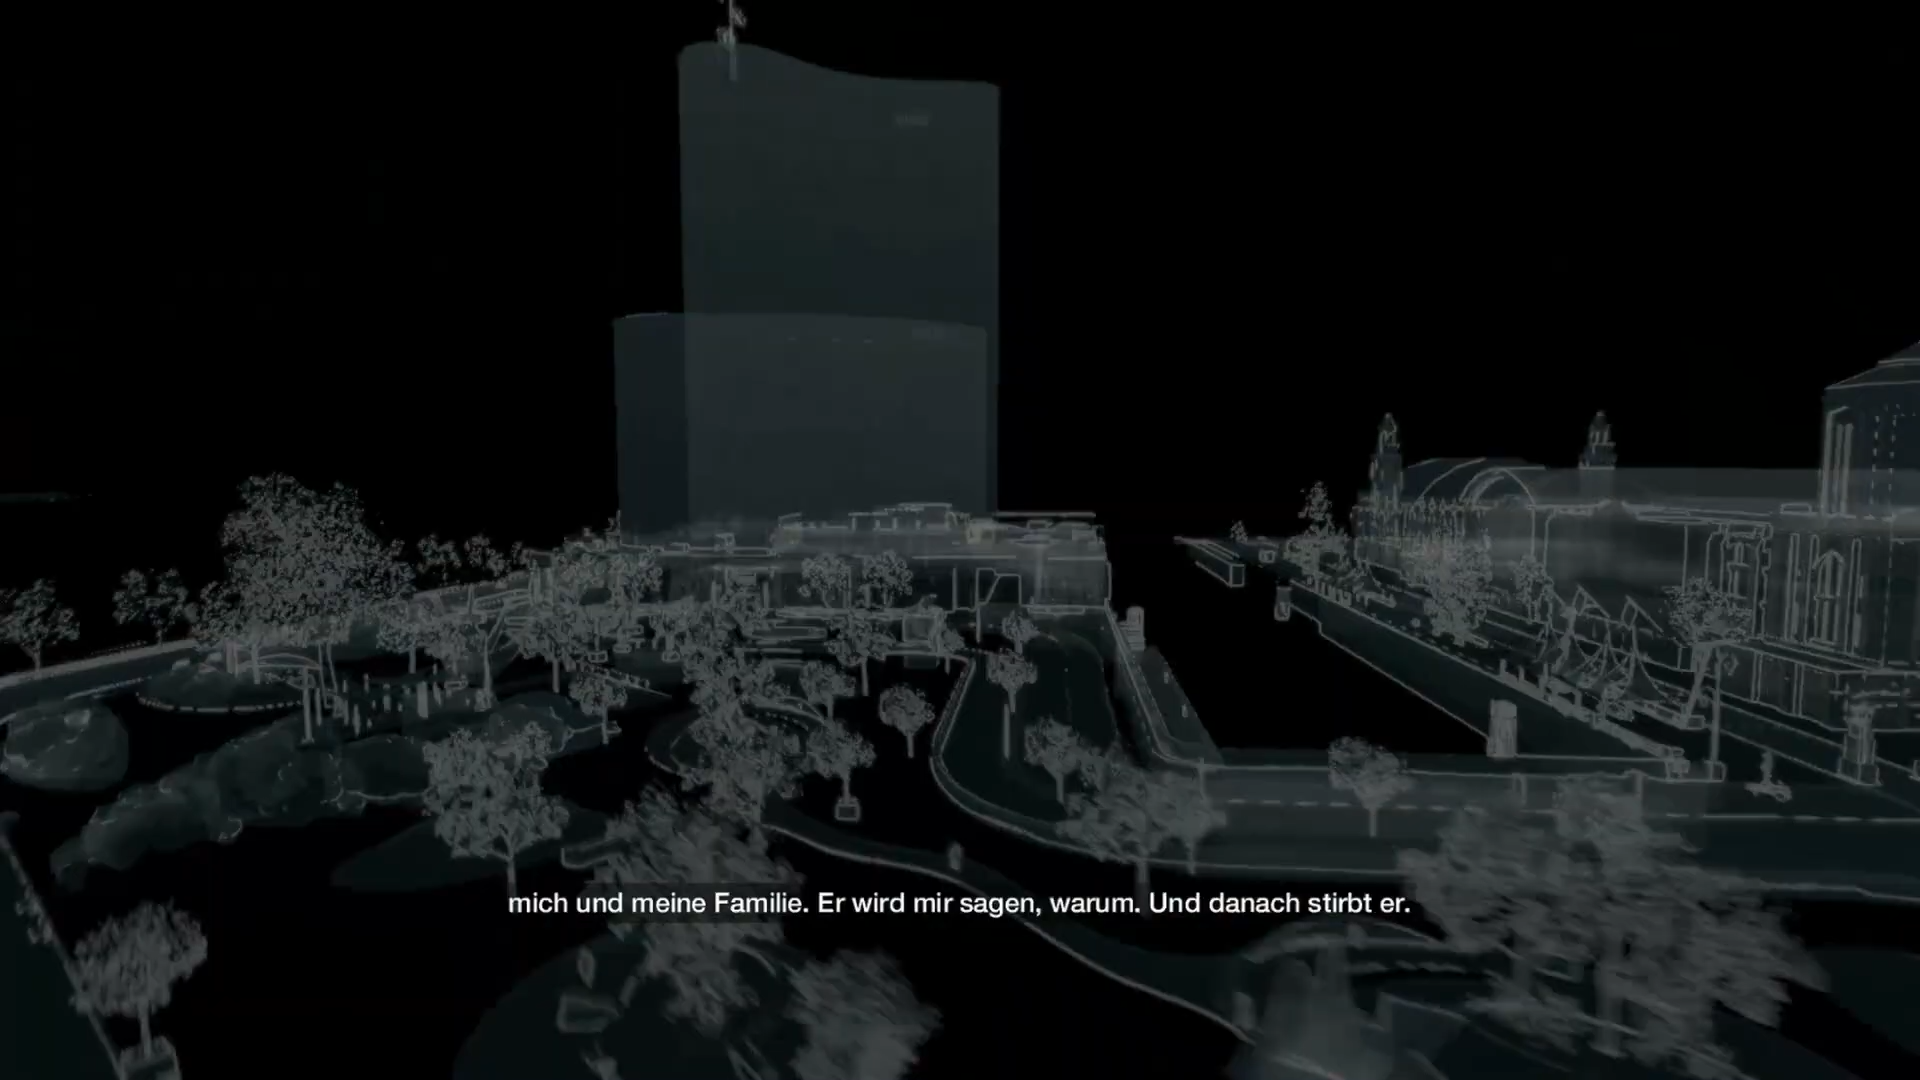 mich und meine Familie. Er wird mir sagen, warum. Und danach stirbt er.